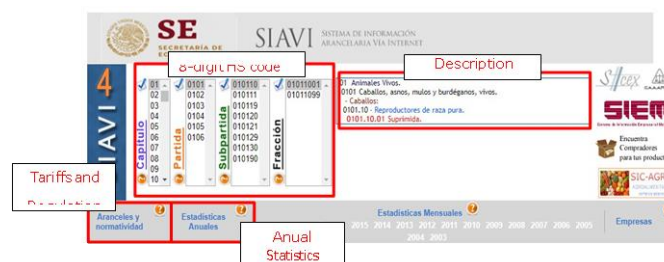 SE
SECRETARÍA DE
SIAVI
SISTEMA DE INFORMACIÓN
ARANCELARIA VÍA INTERNET
8-digit HS code
Description
4
SIAVI
Capítulo
01
02
03
04
05
06
07
08
09
10
Partida
0101
0102
0103
0104
0105
0106
Subpartida
010110
010111
010119
010120
010121
010129
010130
010190
Fracción
01011001
01011099
01 Animales Vivos.
0101 Caballos, asnos, mulos y burdéganos, vivos.
- Caballos:
0101.10 - Reproductores de raza pura.
0101.10.01 Suprimida.
SIEM
Encuentra
Compradores
para tus product
SIC-AGR
Tariffs and
Aranceles y
normatividad
Estadísticas
Anuales
Anual
Statistics
Estadísticas Mensuales
2015 2014 2013 2012 2011 2010 2009 2008 2007 2006 2005
2004 2003
Empresas